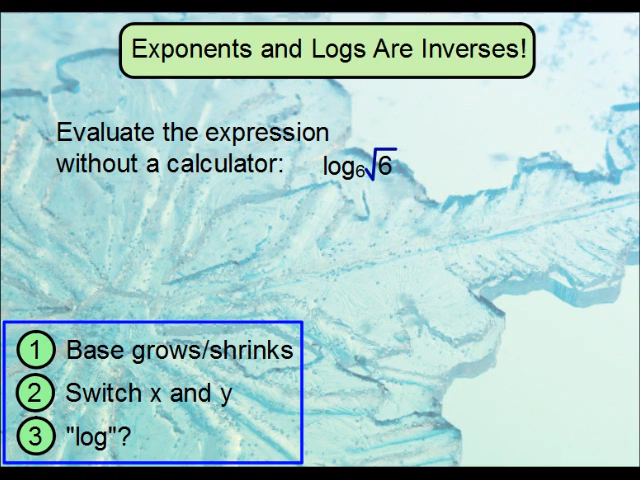 Exponents and Logs Are Inverses!
Evaluate the expression
without a calculator: log₆√6
1 Base grows/shrinks
2 Switch x and y
3 "log"?